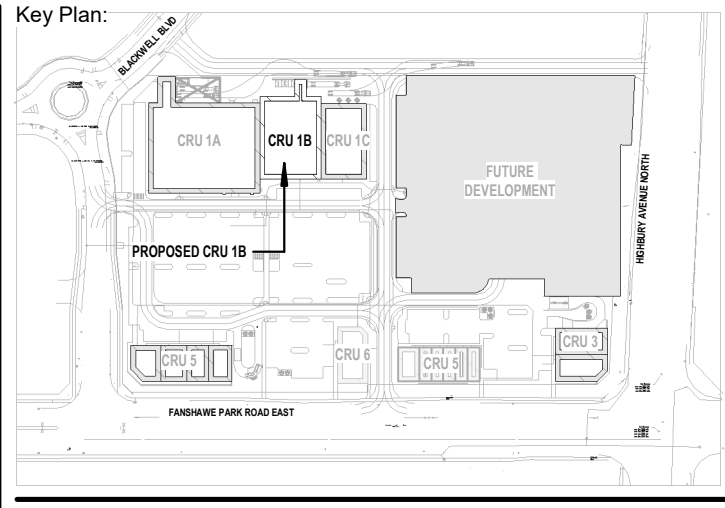 Key Plan:
BLACKWELL BLVD
CRU 1A
CRU 1B
CRU 1C
FUTURE
DEVELOPMENT
HIGHBURY AVENUE NORTH
PROPOSED CRU 1B
CRU 5
CRU 6
CRU 5
CRU 3
FANSHAWE PARK ROAD EAST